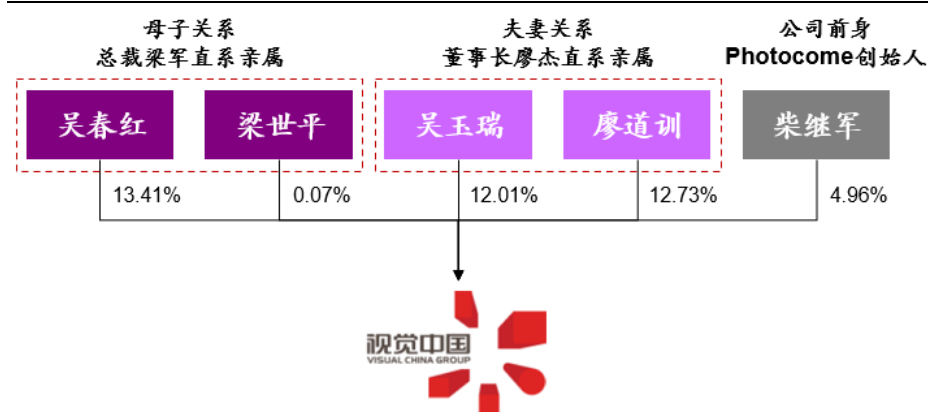 母子关系
总裁梁军直系亲属
夫妻关系
董事长廖杰直系亲属
公司前身
Photocome创始人
吴春红
梁世平
吴玉瑞
廖道训
柴继军
13.41%
0.07%
12.01%
12.73%
4.96%
视觉中国
VISUAL CHINA GROUP